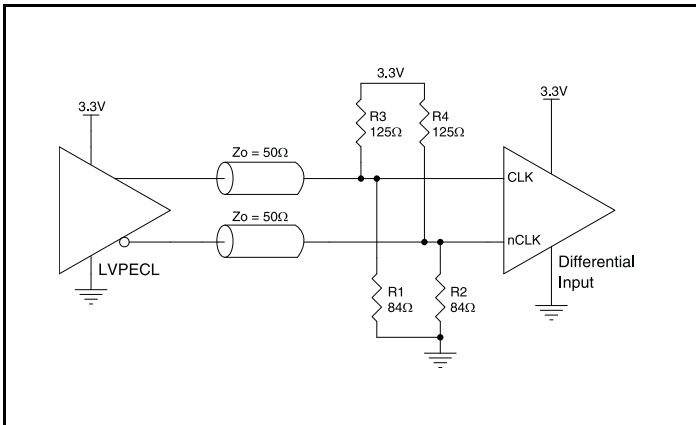 3.3V
3.3V
3.3V
R3
125Ω
R4
125Ω
Zo = 50Ω
CLK
Zo = 50Ω
nCLK
LVPECL
Differential
Input
R1
84Ω
R2
84Ω